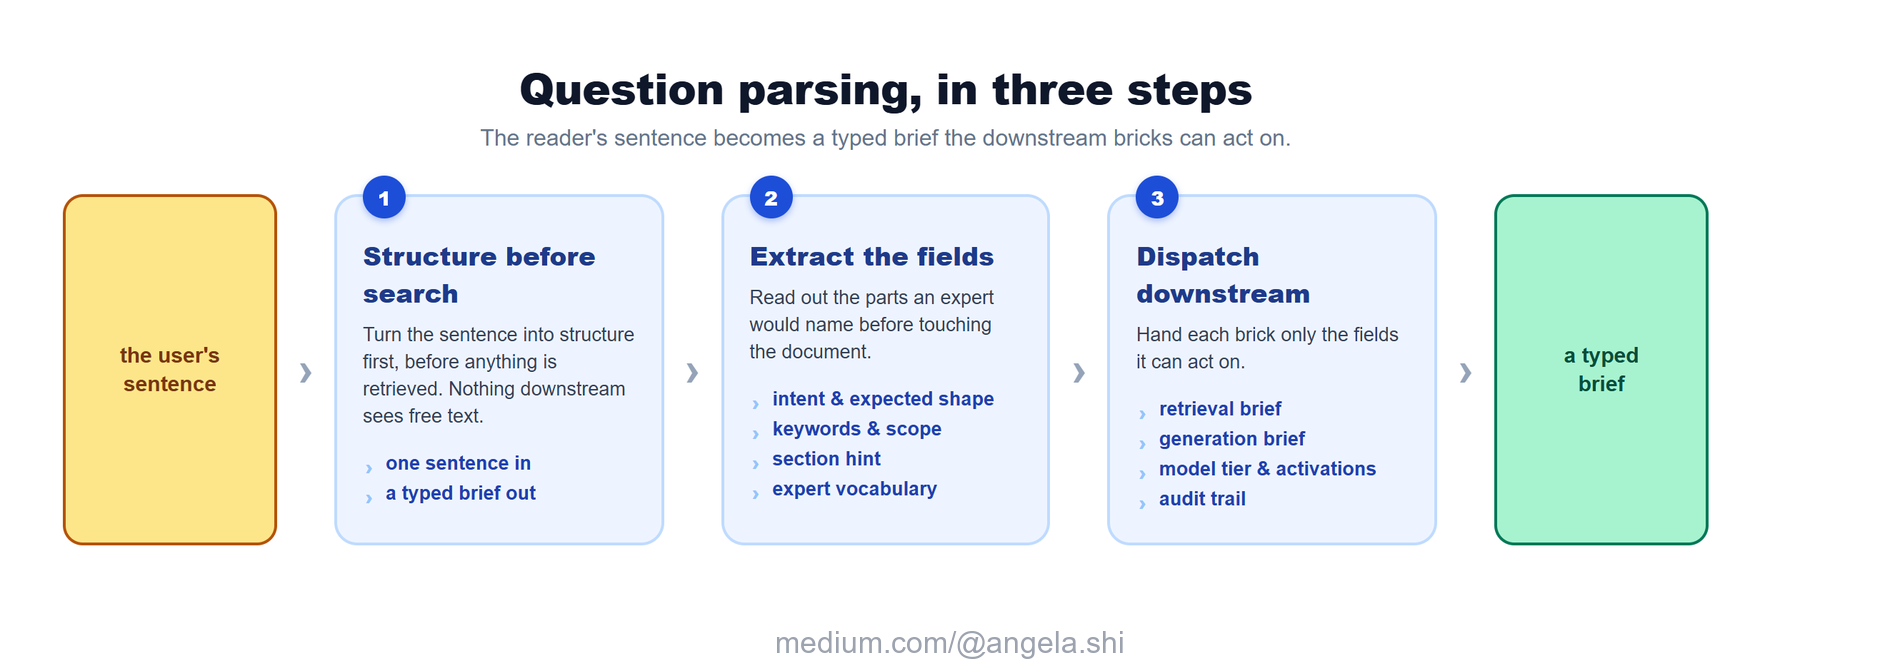 Question parsing, in three steps
The reader's sentence becomes a typed brief the downstream bricks can act on.
the user's
sentence
›
1
Structure before
search
Turn the sentence into structure
first, before anything is
retrieved. Nothing downstream
sees free text.
› one sentence in
› a typed brief out
›
2
Extract the fields
Read out the parts an expert
would name before touching
the document.
› intent & expected shape
› keywords & scope
› section hint
› expert vocabulary
›
3
Dispatch
downstream
Hand each brick only the fields
it can act on.
› retrieval brief
› generation brief
› model tier & activations
› audit trail
›
a typed
brief
medium.com/@angela.shi